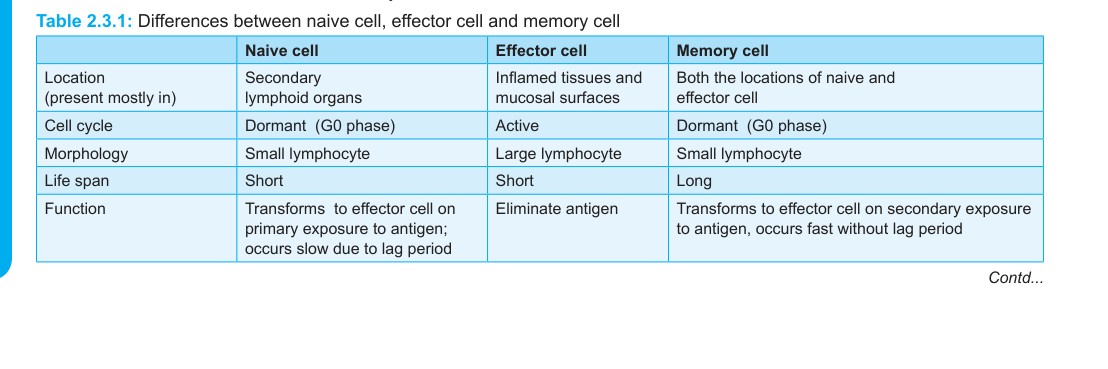 Table 2.3.1: Differences between naive cell, effector cell and memory cell
Naive cell Effector cell Memory cell
Location Secondary Inflamed tissues and Both the locations of naive and
(present mostly in) lymphoid organs mucosal surfaces effector cell
Cell cycle Dormant (G0 phase) Active Dormant (G0 phase)
Morphology Small lymphocyte Large lymphocyte Small lymphocyte
Life span Short Short Long
Function Transforms to effector cell on Eliminate antigen Transforms to effector cell on secondary exposure
primary exposure to antigen; to antigen, occurs fast without lag period
occurs slow due to lag period
Contd...